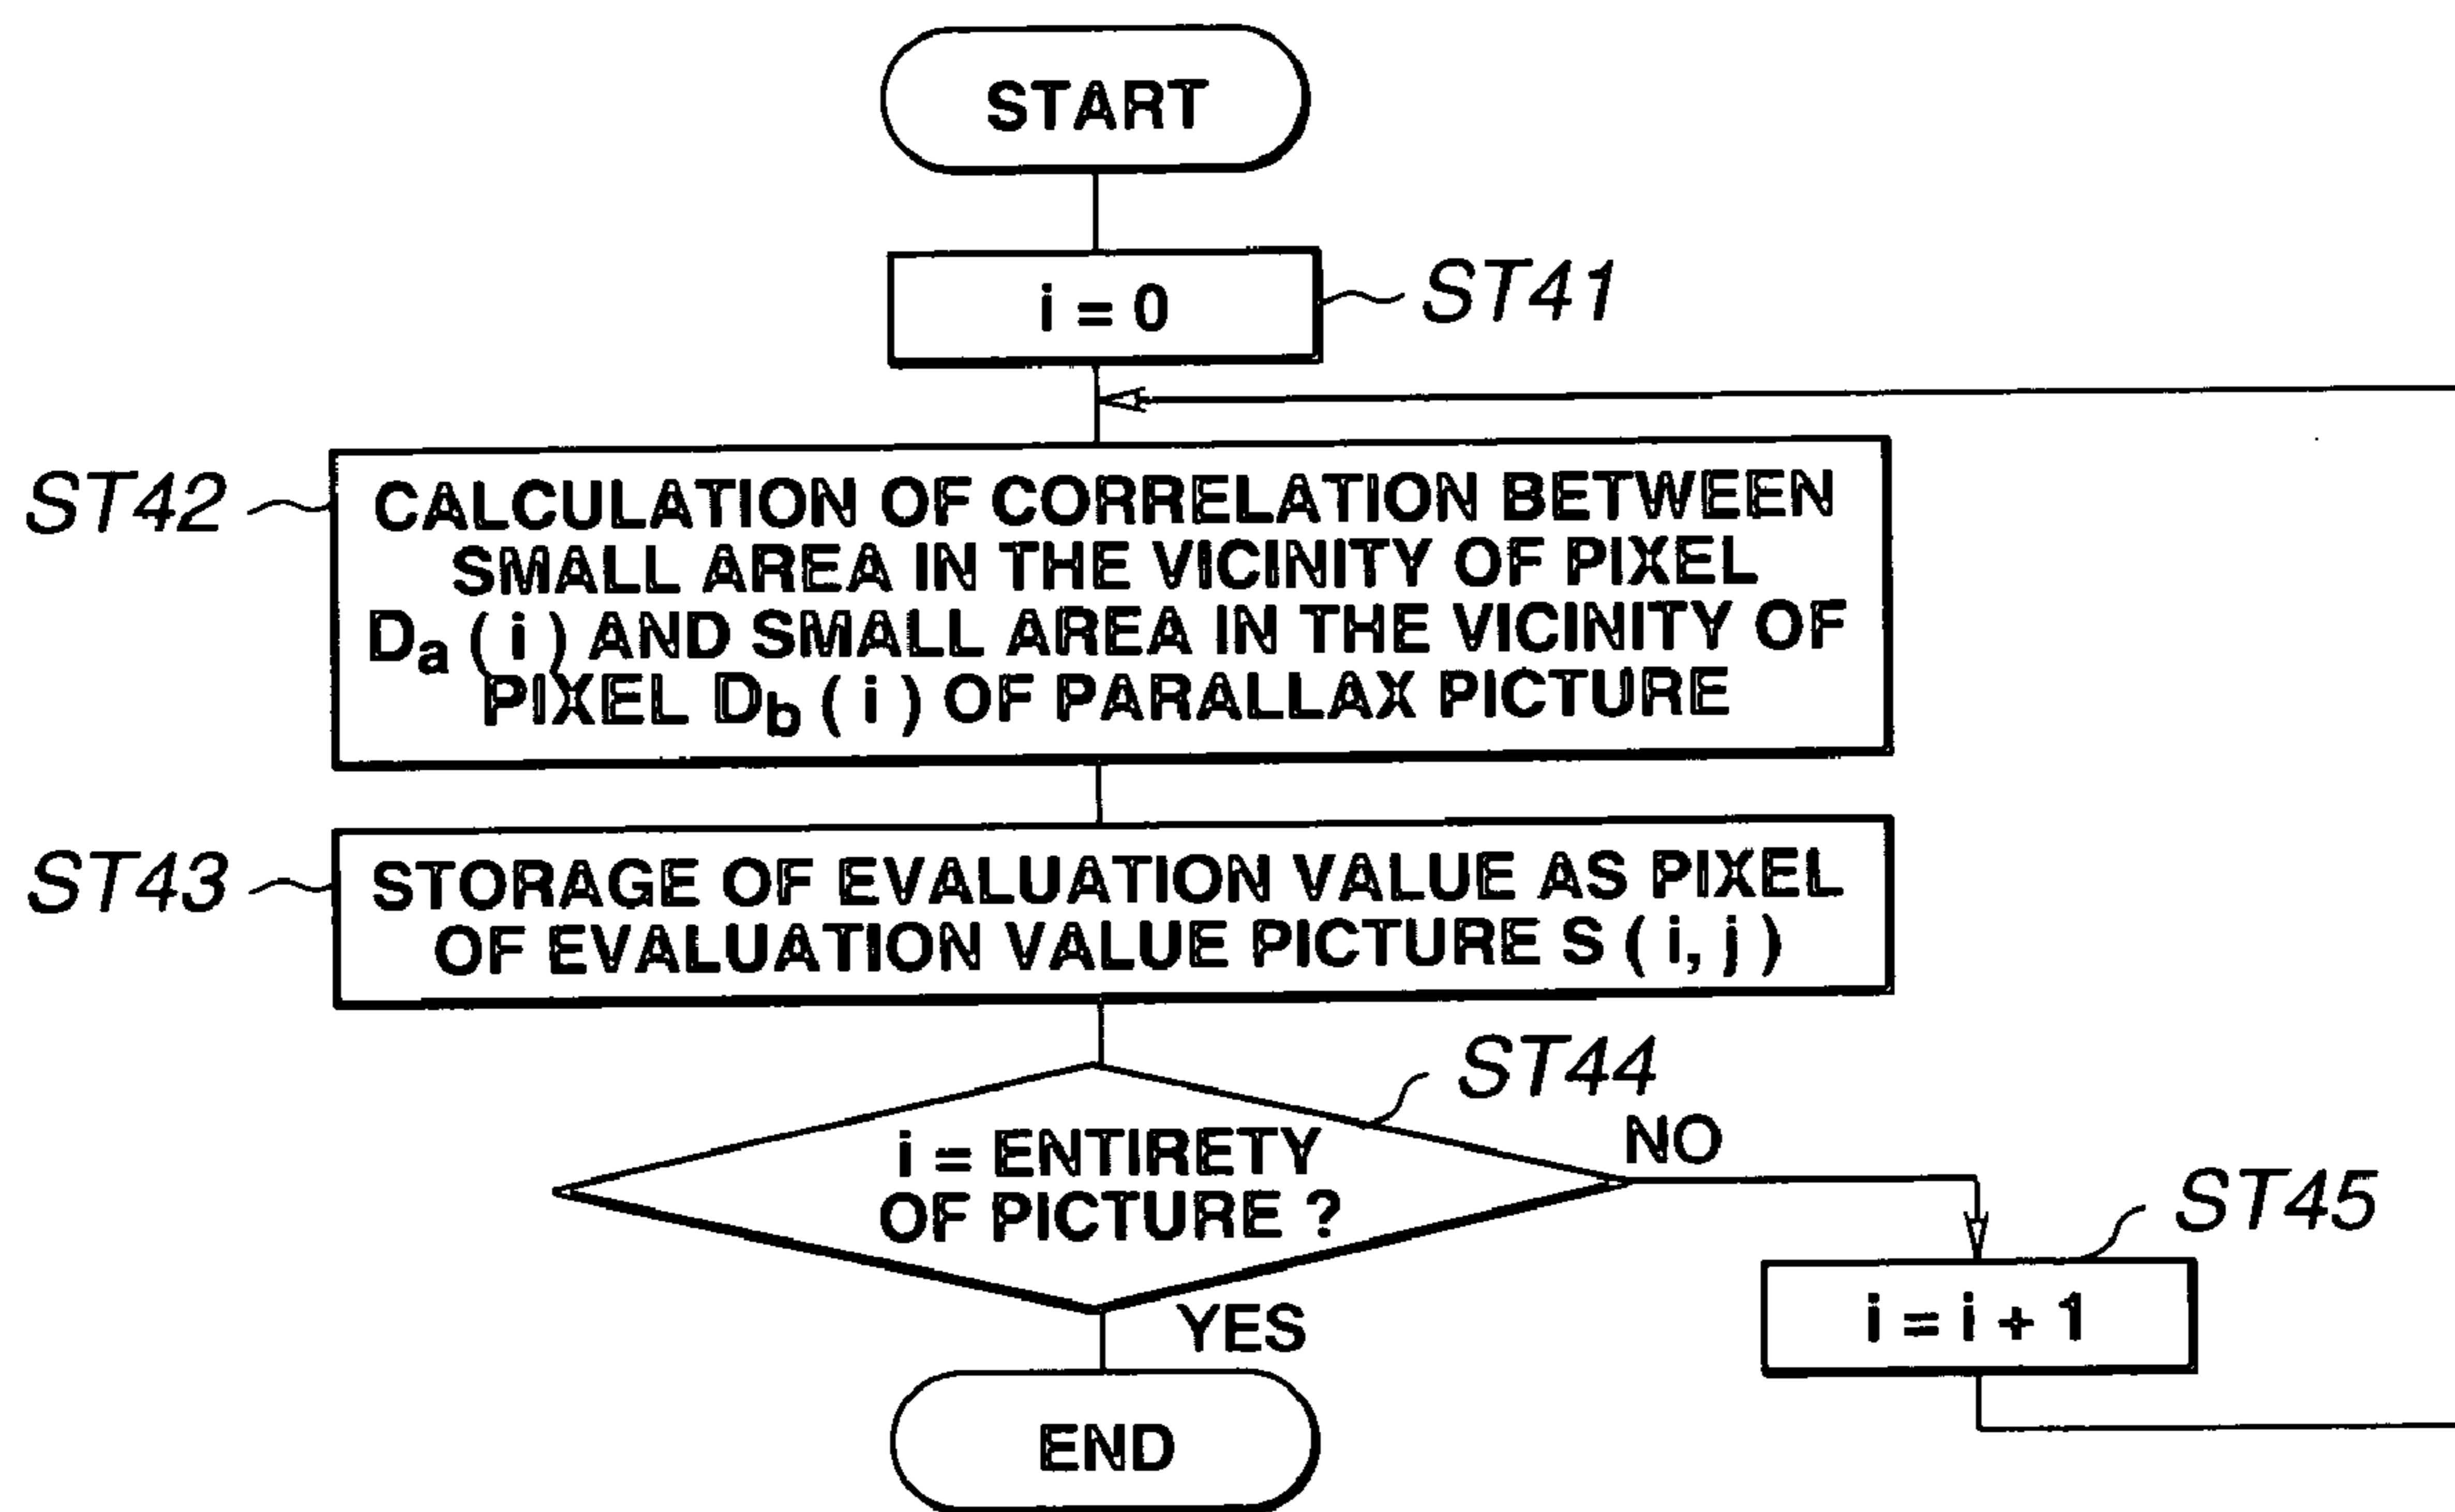 START
i = 0
ST41
ST42
CALCULATION OF CORRELATION BETWEEN
SMALL AREA IN THE VICINITY OF PIXEL
Da ( i ) AND SMALL AREA IN THE VICINITY OF
PIXEL Db ( i ) OF PARALLAX PICTURE
ST43
STORAGE OF EVALUATION VALUE AS PIXEL
OF EVALUATION VALUE PICTURE S ( i, j )
ST44
i = ENTIRETY
OF PICTURE ?
NO
ST45
i = i + 1
YES
END